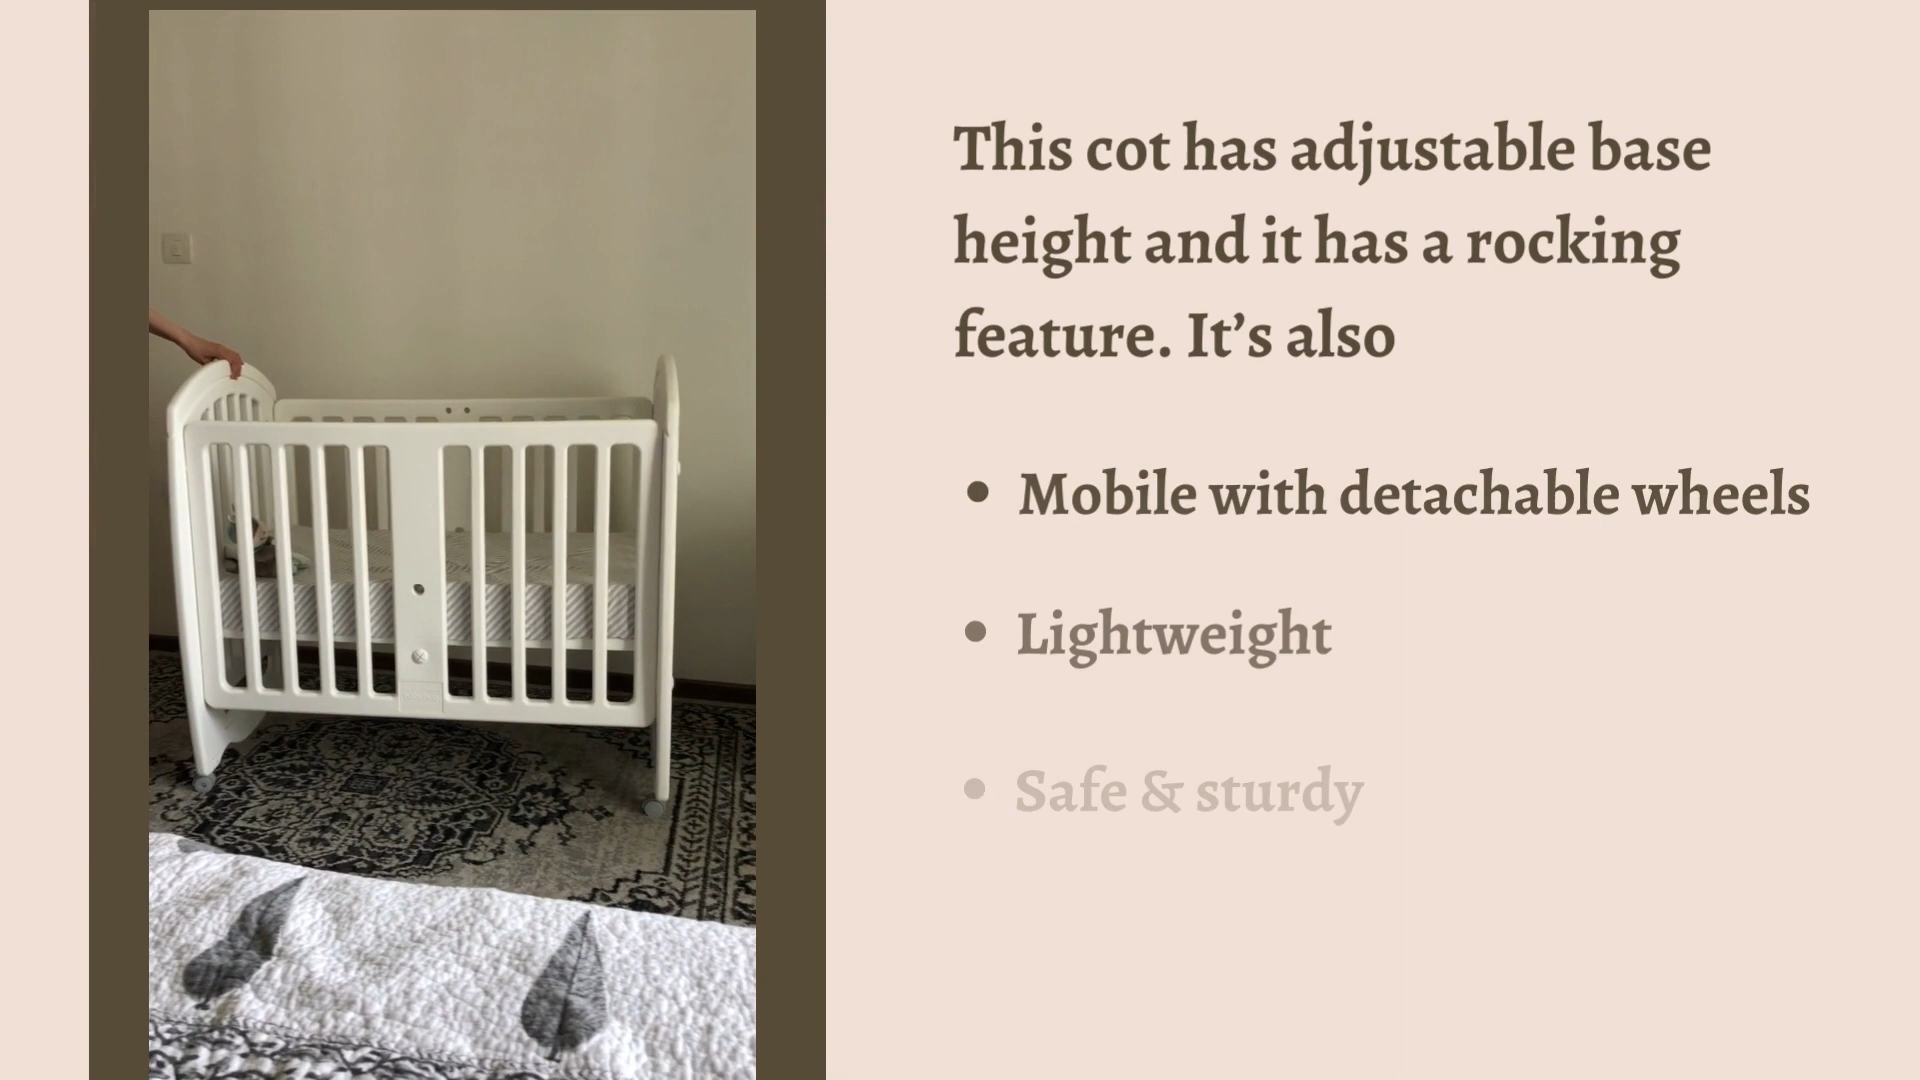 This cot has adjustable base
height and it has a rocking
feature. It’s also
• Mobile with detachable wheels
• Lightweight
• Safe & sturdy